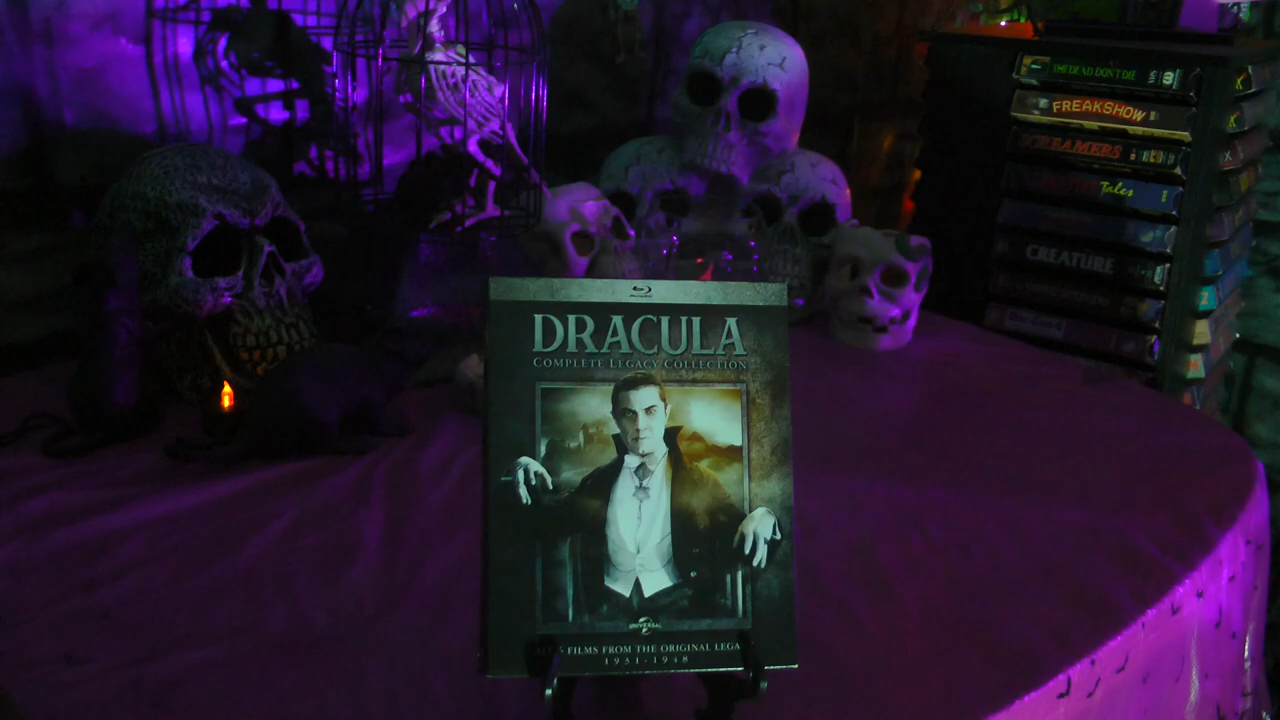 THE DEAD DON'T DIE
FREAKSHOW
SCREAMERS
Tales
CREATURE
DRACULA
COMPLETE LEGACY COLLECTION
UNIVERSAL
FILMS FROM THE ORIGINAL LEGA
1931-1948